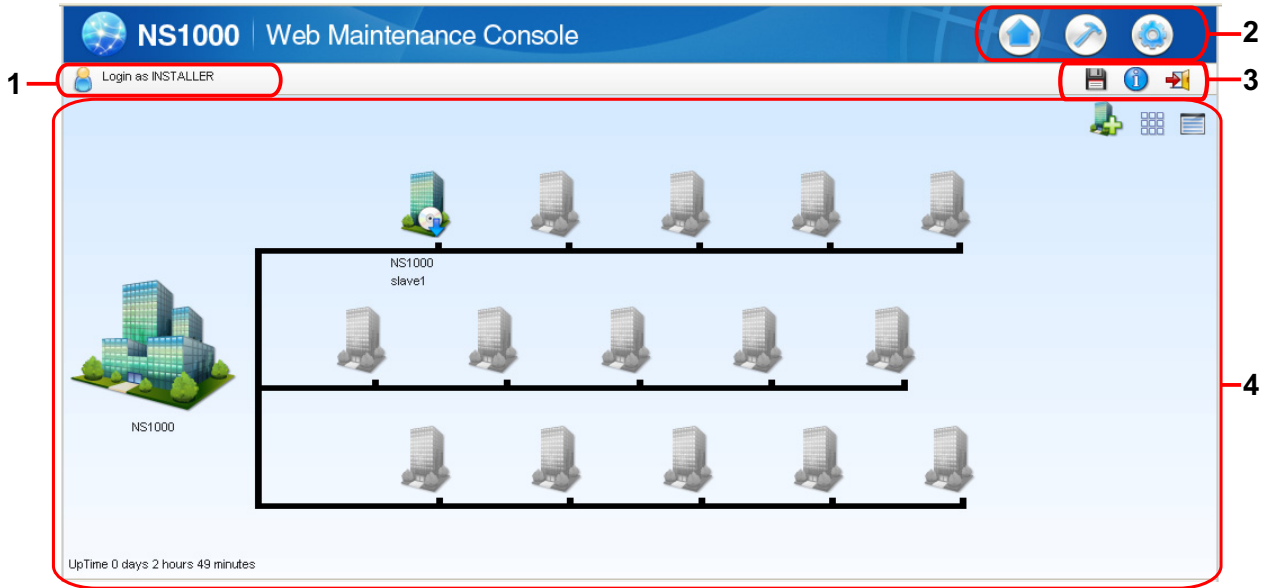 NS1000 Web Maintenance Console
2
1
Login as INSTALLER
3
NS1000
slave1
4
NS1000
UpTime 0 days 2 hours 49 minutes